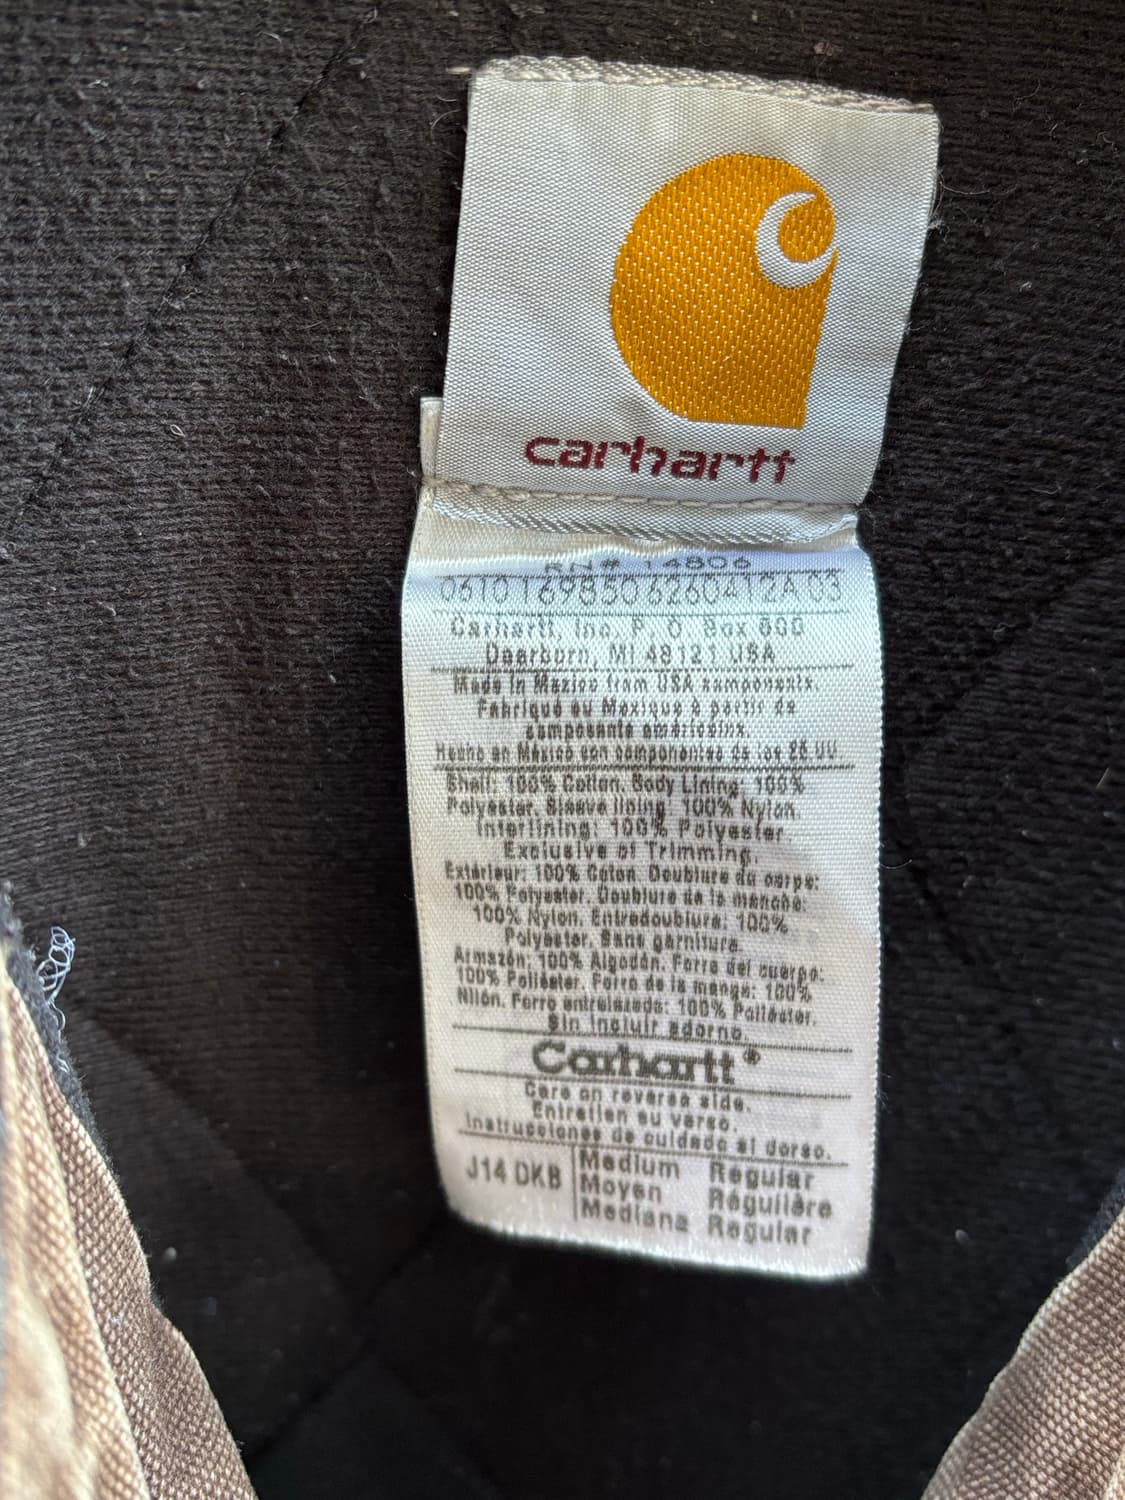 carhartt
RN# 14806
0610169850626041 2A 03
Carhartt, Inc. P. O. Box 600
Dearborn, MI 48121 USA
Made in Mexico from USA components.
Fabriqué au Mexique à partir de
composants américains.
Hecho en México con componentes de los EE.UU.
Shell: 100% Cotton. Body Lining: 100%
Polyester. Sleeve lining: 100% Nylon.
Interlining: 100% Polyester.
Exclusive of Trimming.
Extérieur: 100% Coton. Doublure du corps:
100% Polyester. Doublure de la manche:
100% Nylon. Entredoublure: 100%
Polyester. Sans garniture.
Armazón: 100% Algodón. Forro del cuerpo:
100% Poliéster. Forro de la manga: 100%
Nilón. Forro entrelazado: 100% Poliéster.
Sin incluir adorno.
Carhartt®
Care on reverse side.
Entretien au verso.
Instrucciones de cuidado al dorso.
J14 DKB
Medium Regular
Moyen Réguliére
Mediana Regular